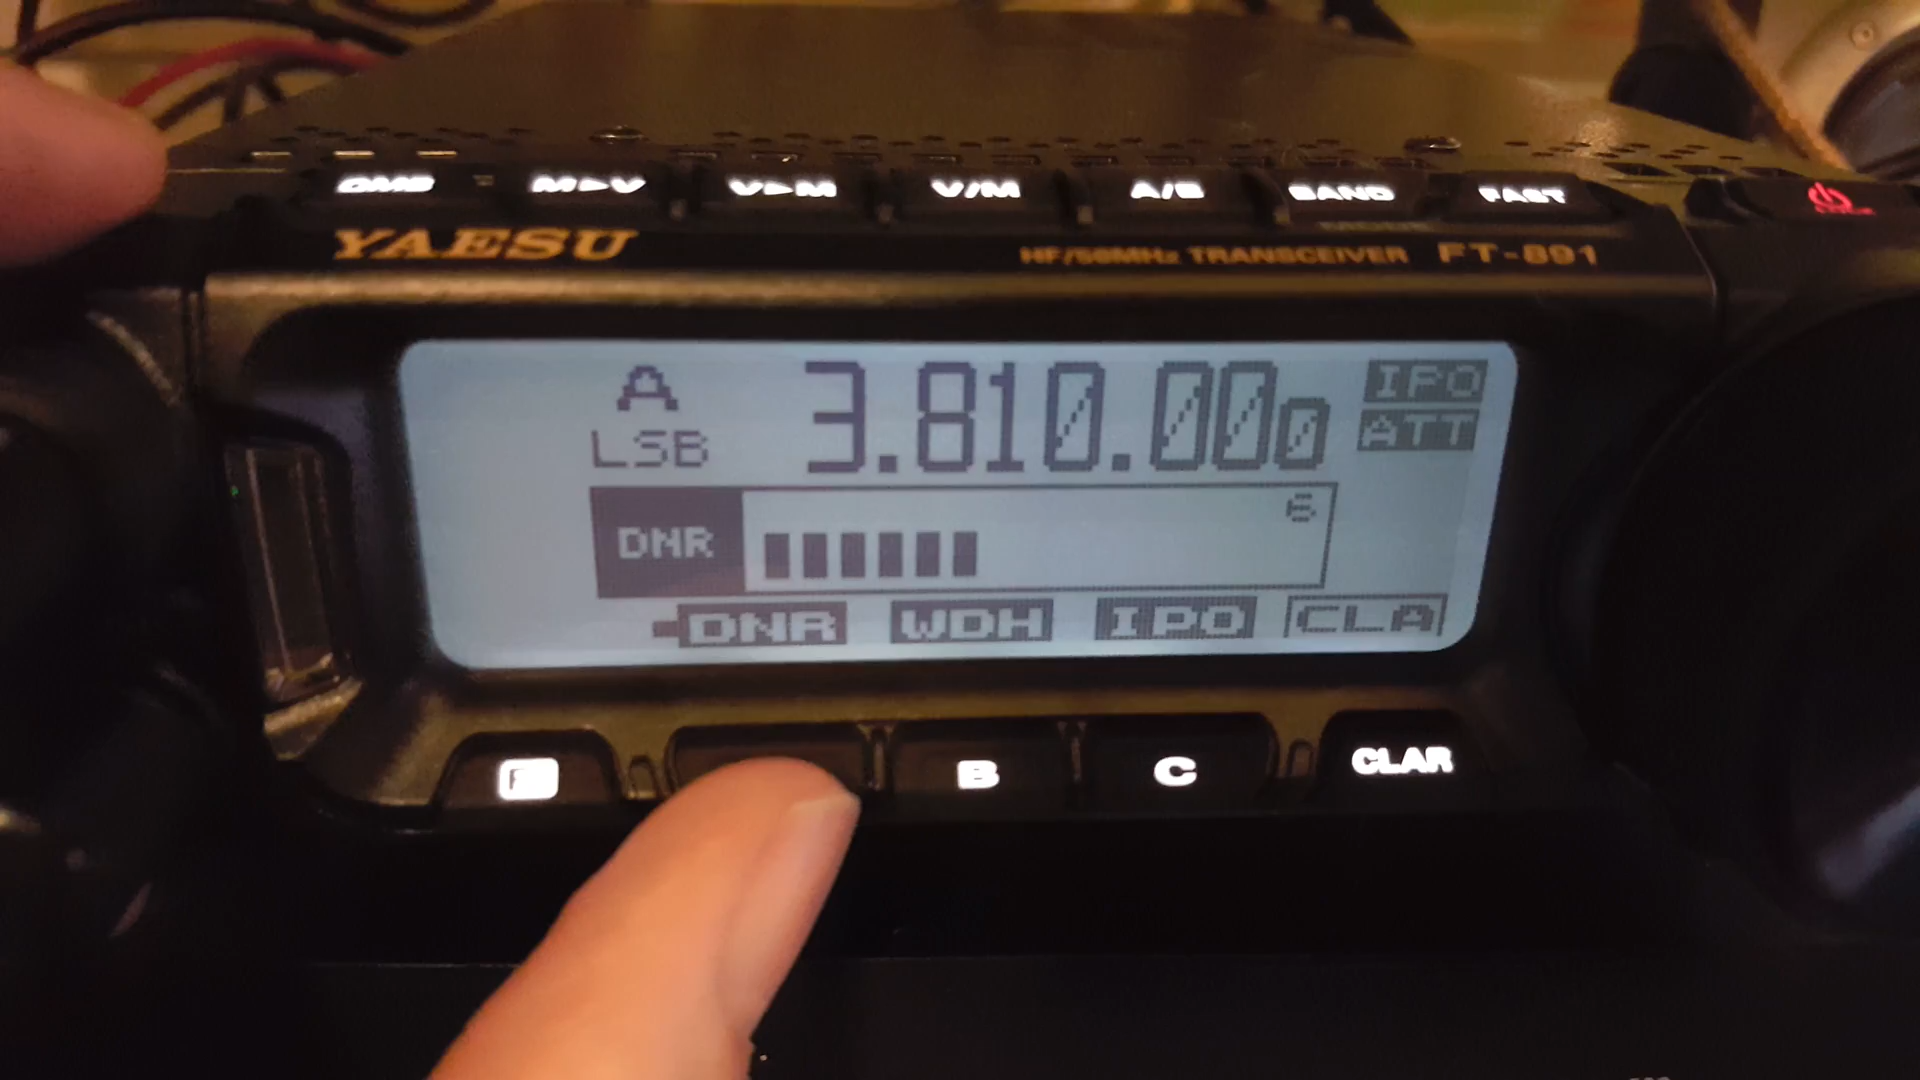 DMB M►V V►M V/M A/B BAND FAST
YAESU HF/50MHz TRANSCEIVER FT-891
A 3.810.000 IPO
LSB ATT
DNR 6
DNR WDH IPO CLA
F B C CLAR